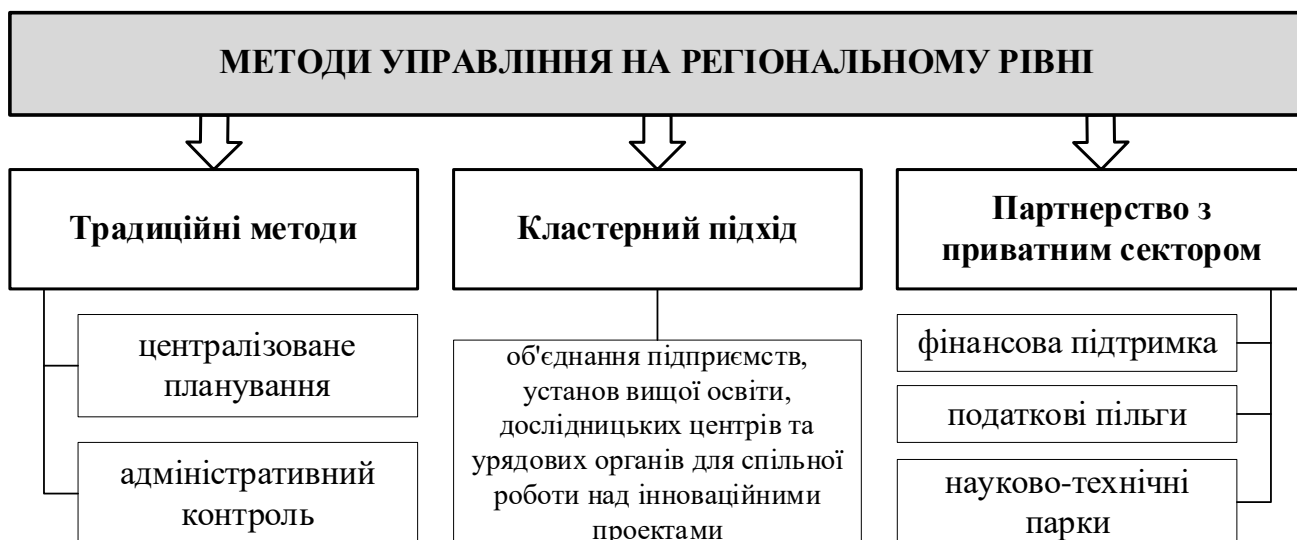 МЕТОДИ УПРАВЛІННЯ НА РЕГІОНАЛЬНОМУ РІВНІ
Традиційні методи
централізоване
планування
адміністративний
контроль
Кластерний підхід
об'єднання підприємств,
установ вищої освіти,
дослідницьких центрів та
урядових органів для спільної
роботи над інноваційними
проектами
Партнерство з
приватним сектором
фінансова підтримка
податкові пільги
науково-технічні
парки